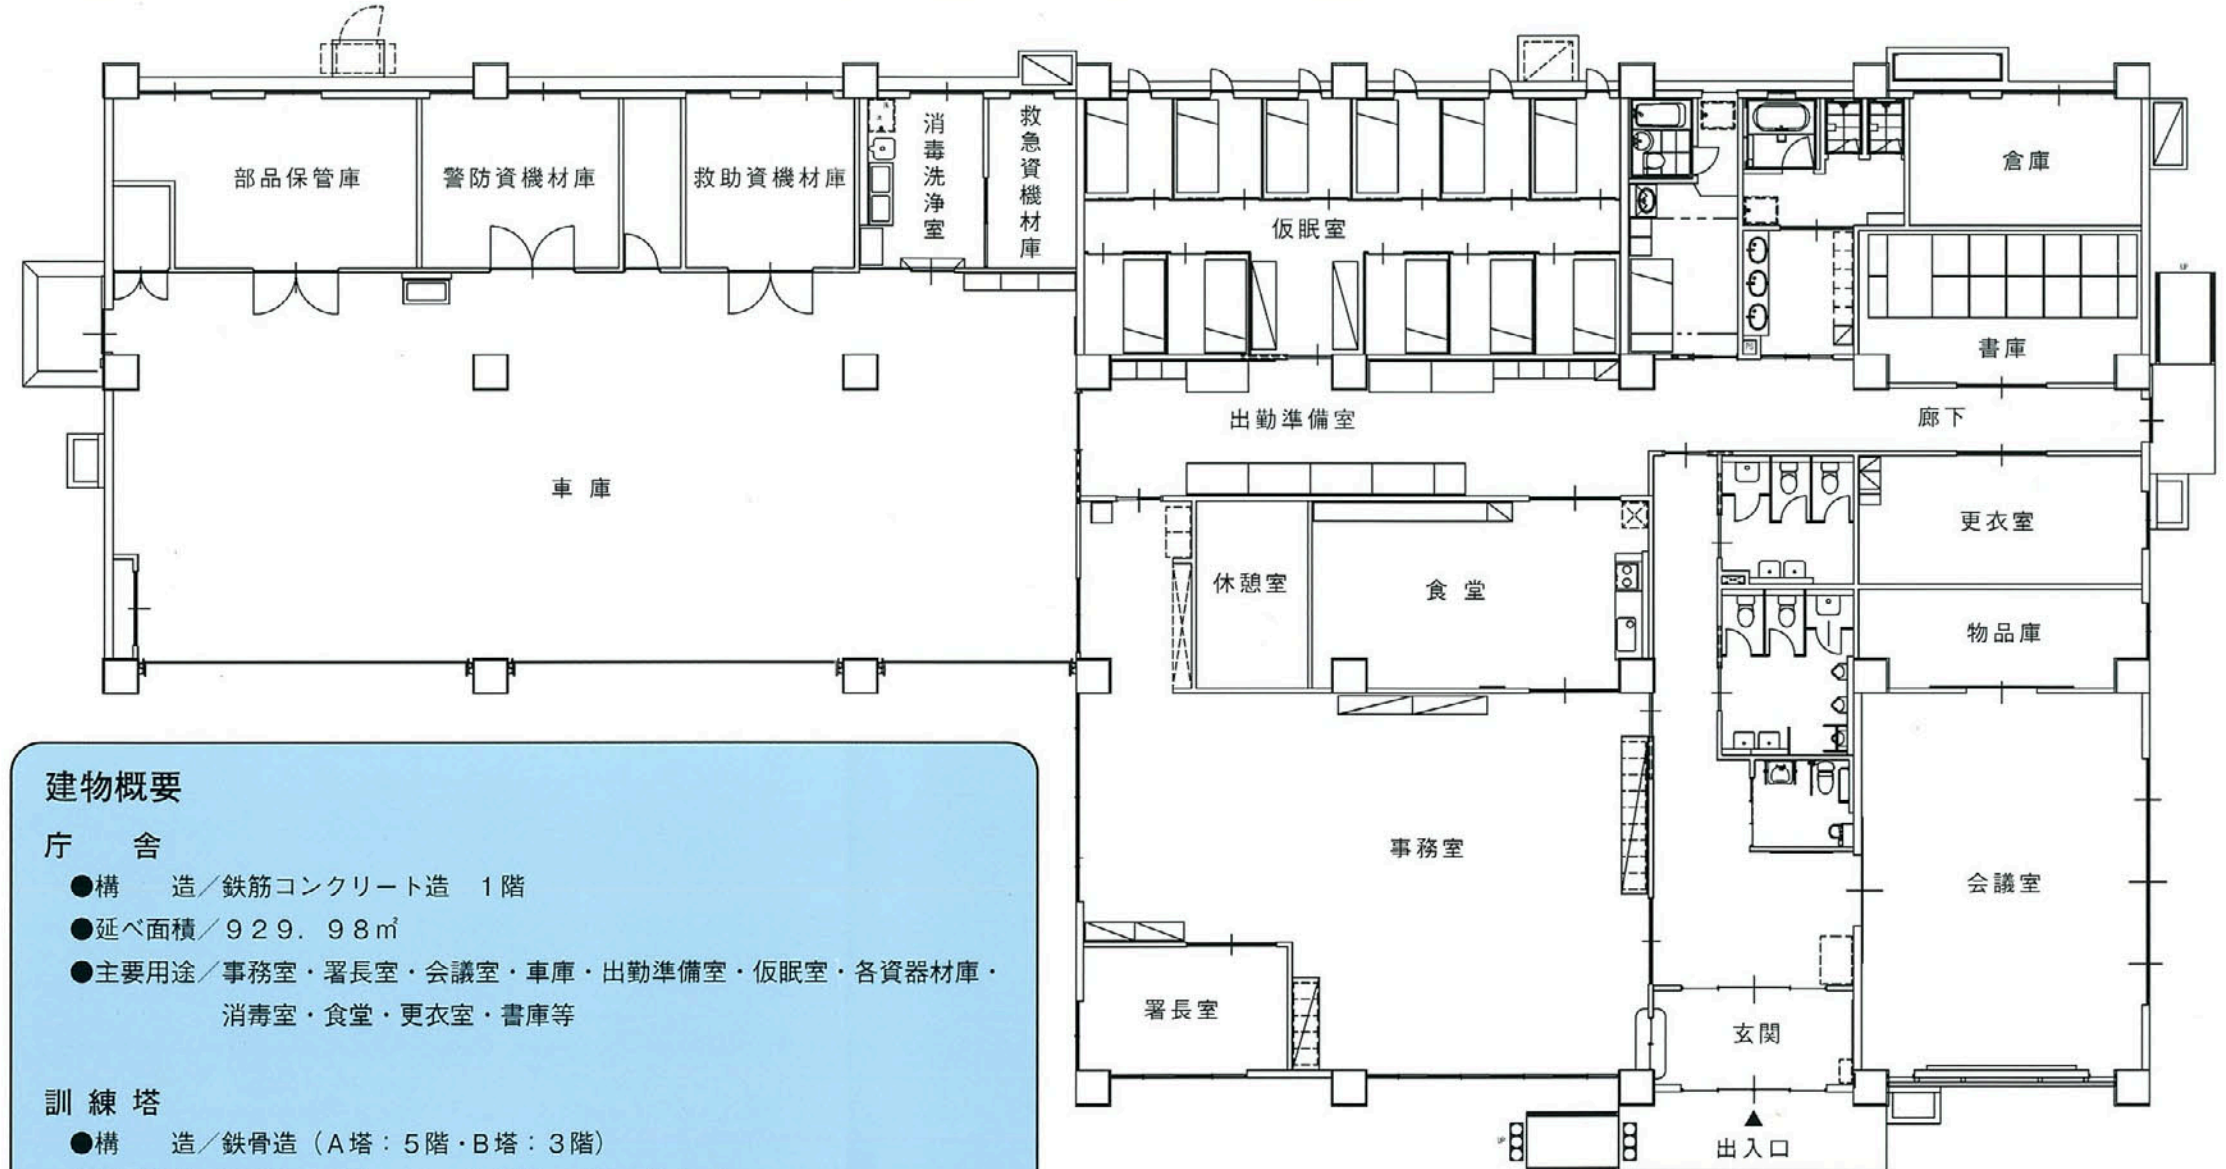 部品保管庫
警防資機材庫
救助資機材庫
消毒洗浄室
救急資機材庫
仮眠室
倉庫
書庫
出勤準備室
廊下
車庫
休憩室
食堂
更衣室
物品庫
事務室
会議室
署長室
玄関
出入口
UP
UP
PS
建物概要
庁　舎
●構　造／鉄筋コンクリート造　1階
●延べ面積／929．98㎡
●主要用途／事務室・署長室・会議室・車庫・出勤準備室・仮眠室・各資器材庫・
消毒室・食堂・更衣室・書庫等
訓練塔
●構　造／鉄骨造（A塔：5階・B塔：3階）